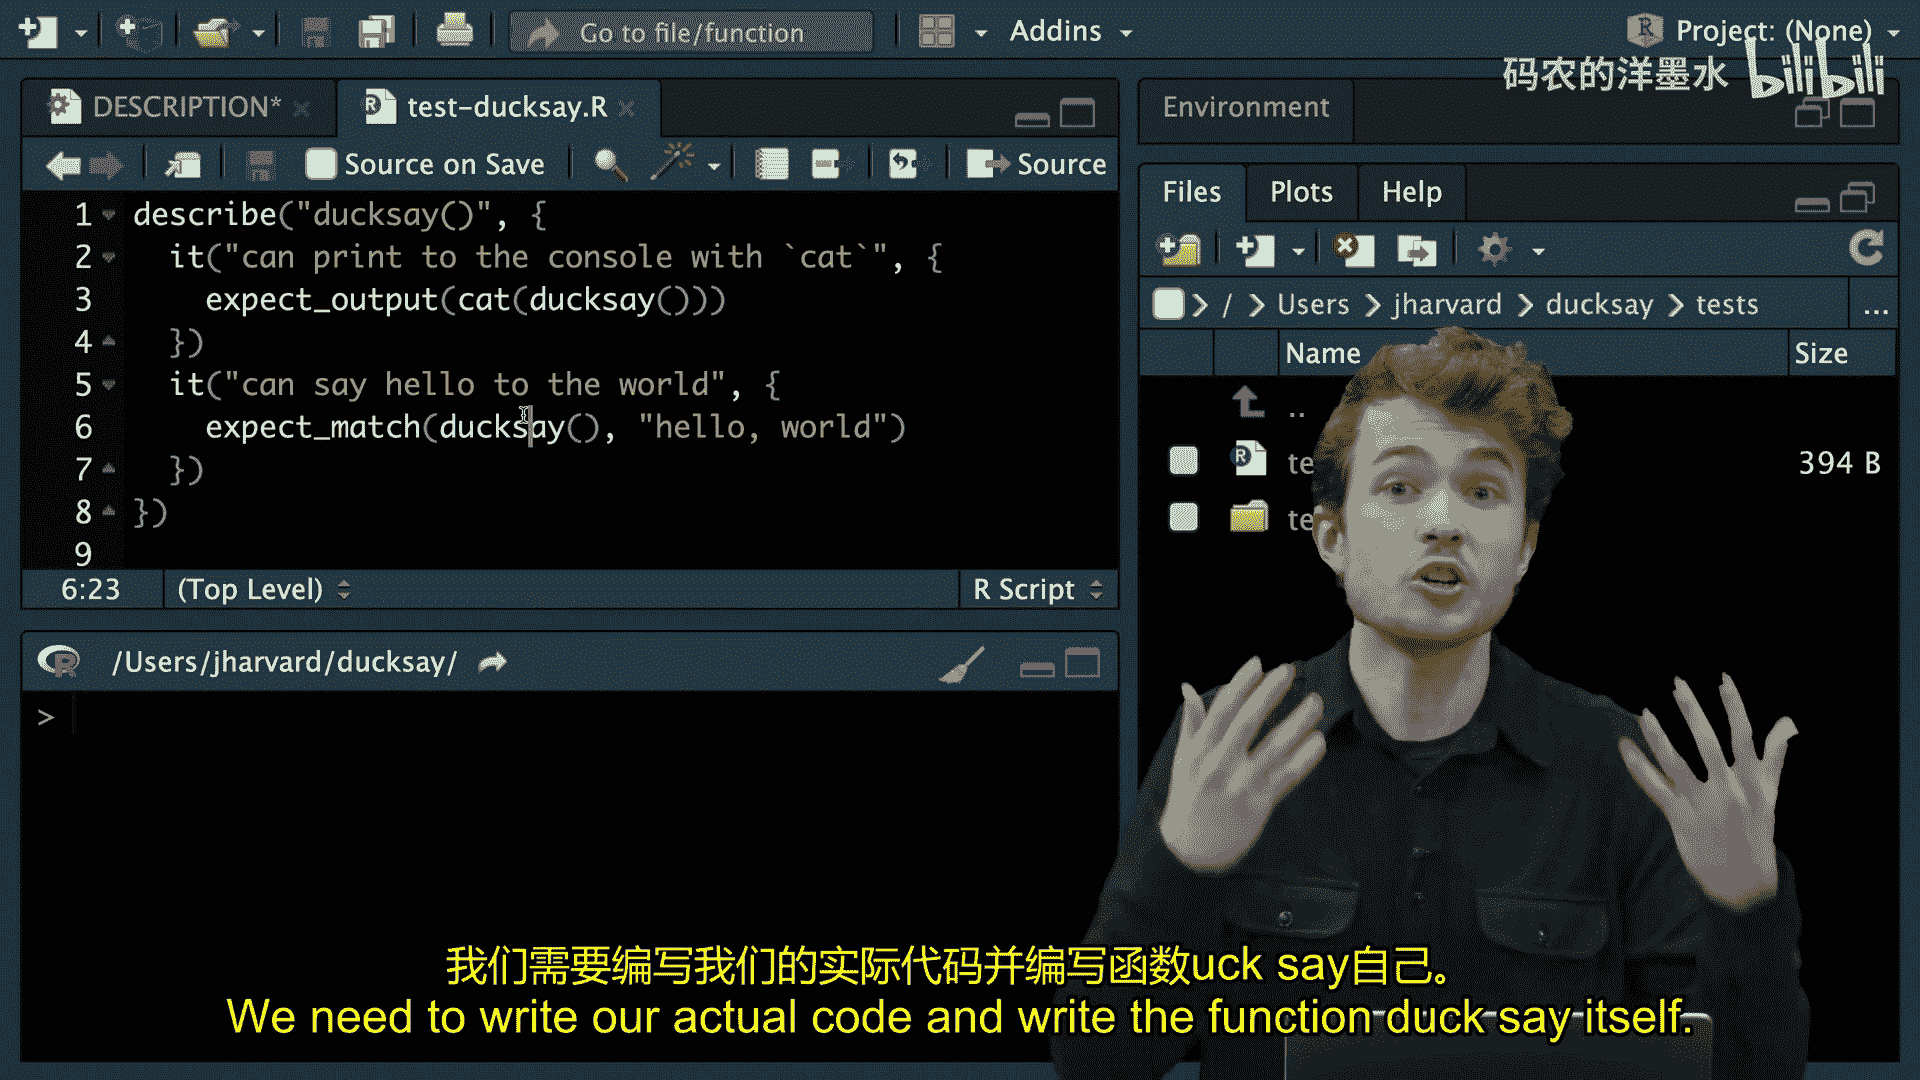 Go to file/function
Addins
Project: (None)
码农的洋墨水 bilibili
DESCRIPTION*
test-ducksay.R
Source on Save
Source
1 describe("ducksay()", {
2 it("can print to the console with `cat`", {
3 expect_output(cat(ducksay()))
4 })
5 it("can say hello to the world", {
6 expect_match(ducksay(), "hello, world")
7 })
8 })
9
6:23 (Top Level) R Script
/Users/jharvard/ducksay/
>
Environment
Files Plots Help
/ Users jharvard ducksay tests ...
Name Size
..
te 394 B
te
我们需要编写我们的实际代码并编写函数uck say自己。
We need to write our actual code and write the function duck say itself.